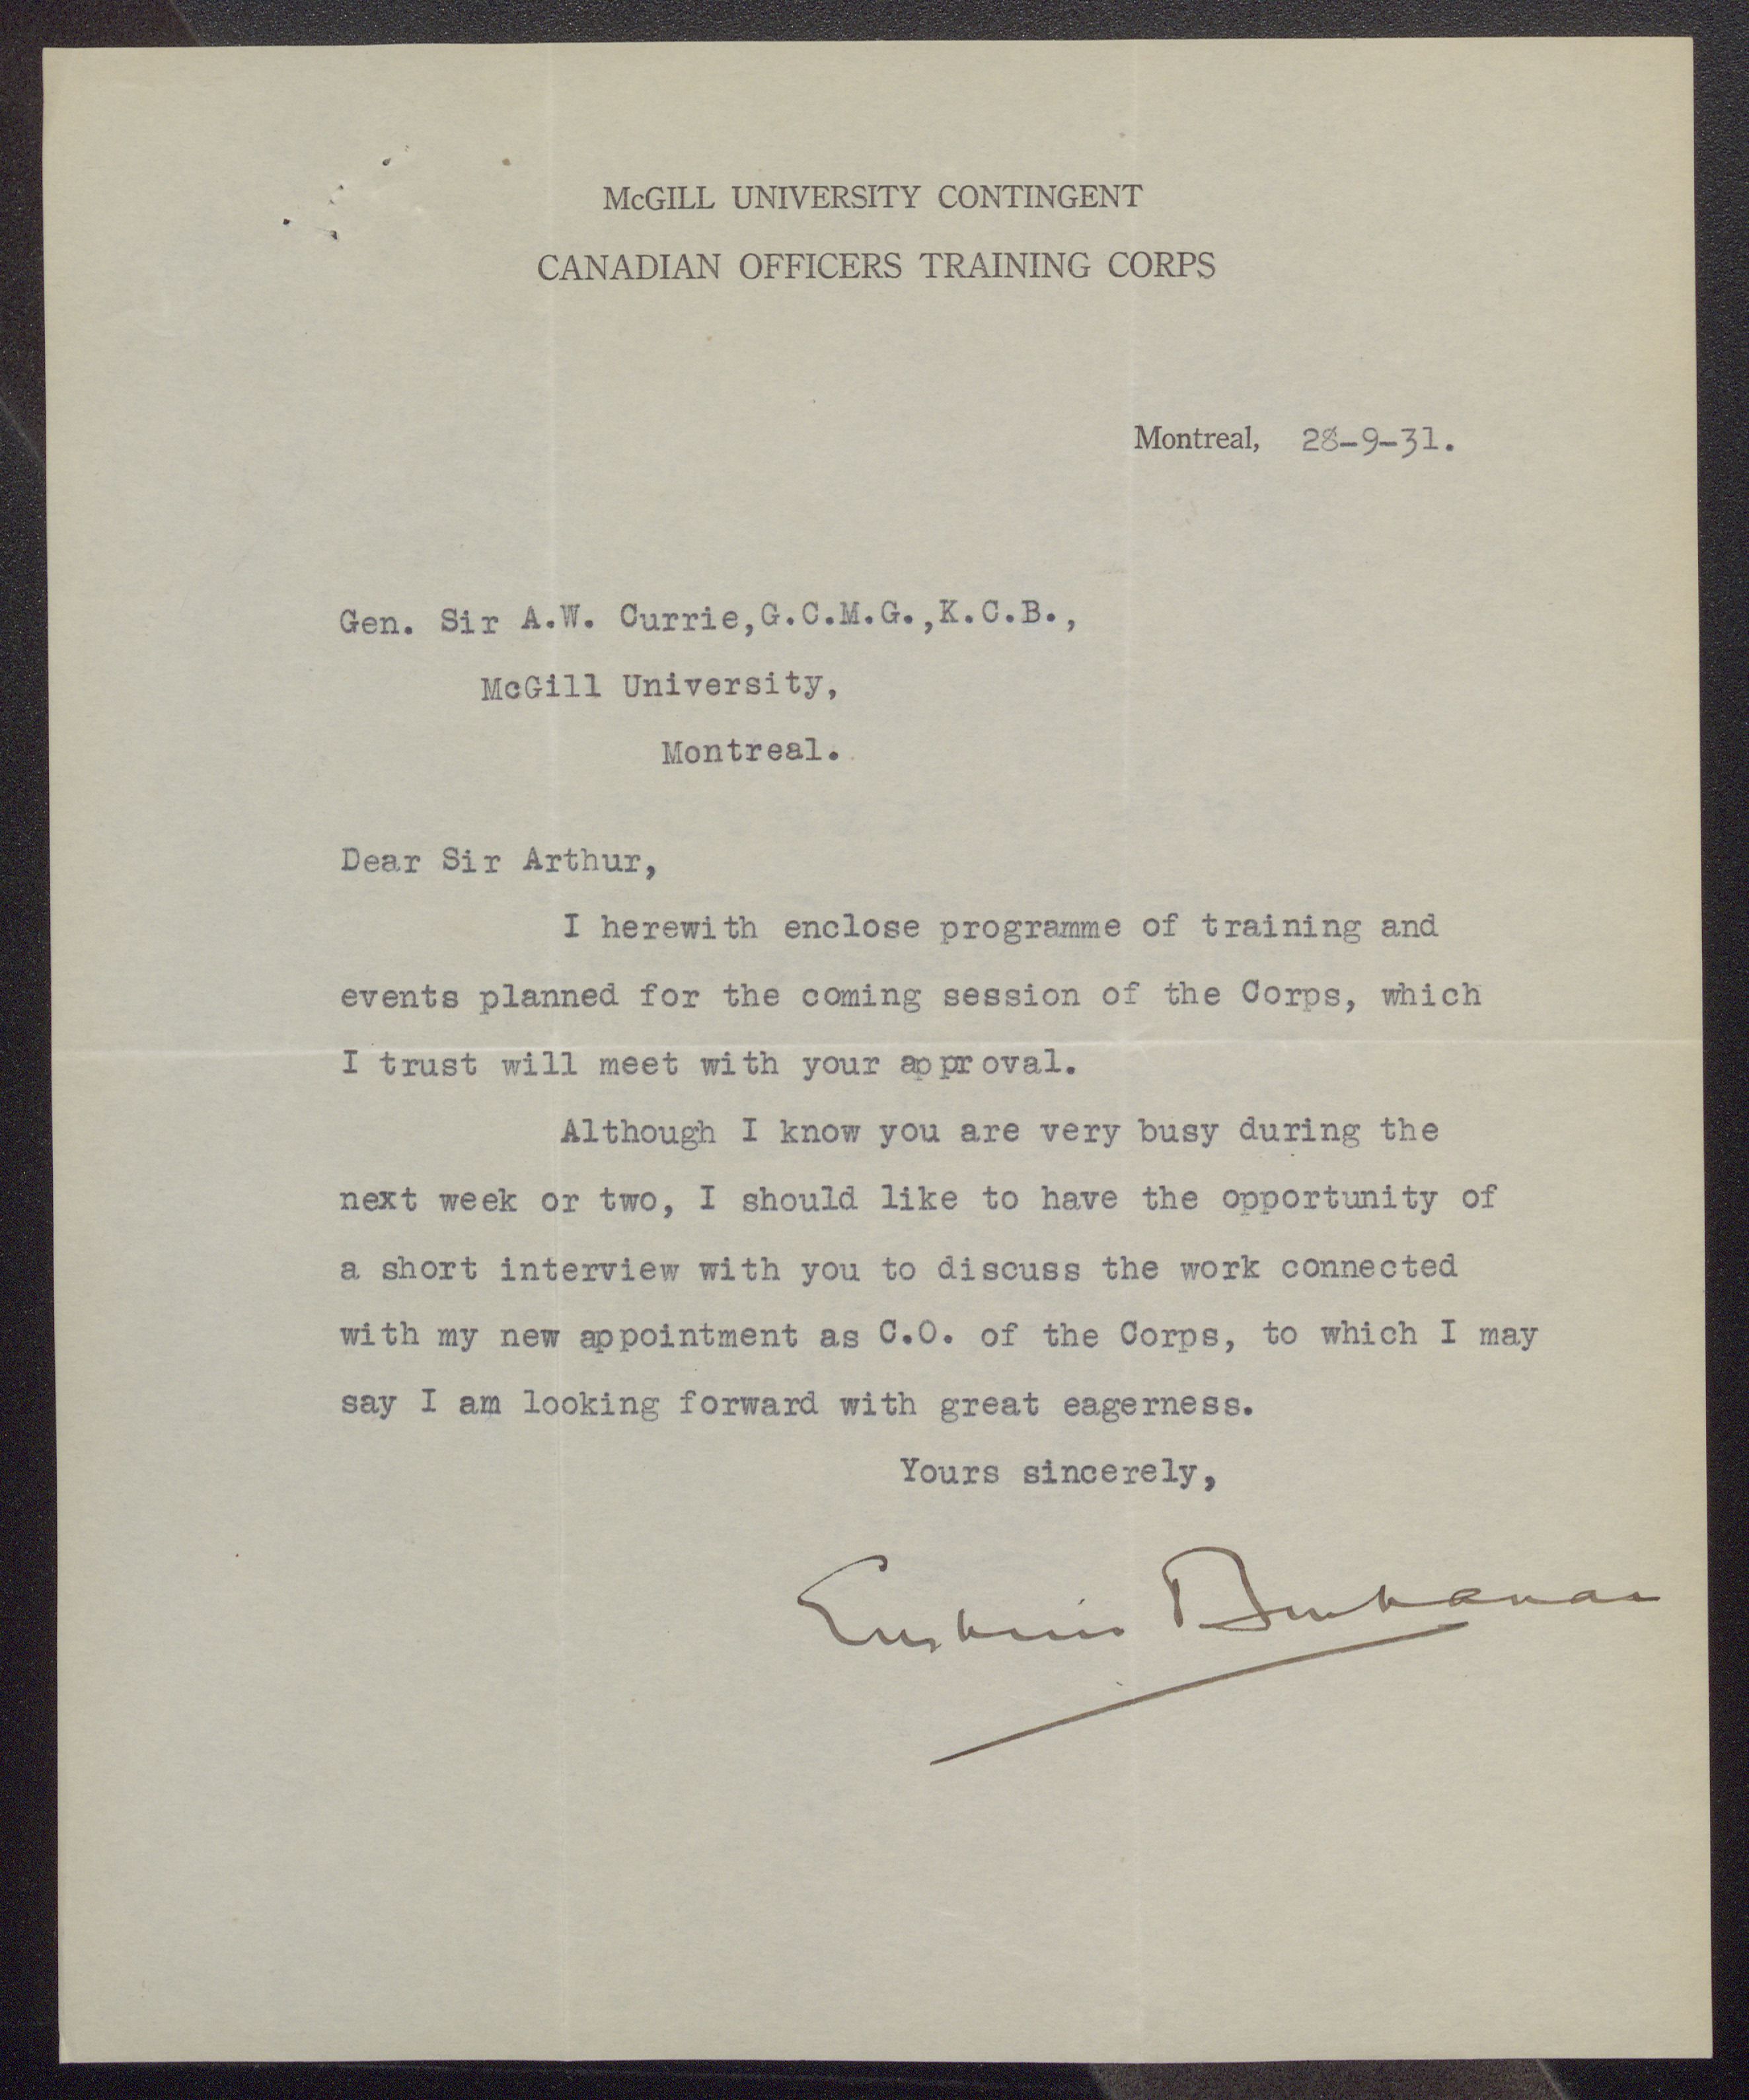 McGILL UNIVERSITY CONTINGENT
CANADIAN OFFICERS TRAINING CORPS
Montreal, 28-9-31.
Gen. Sir A.W. Currie,G.C.M.G.,K.C.B.,
McGill University,
Montreal.
Dear Sir Arthur,
I herewith enclose programme of training and
events planned for the coming session of the Corps, which
I trust will meet with your approval.
Although I know you are very busy during the
next week or two, I should like to have the opportunity of
a short interview with you to discuss the work connected
with my new appointment as C.O. of the Corps, to which I may
say I am looking forward with great eagerness.
Yours sincerely,
Buchanan